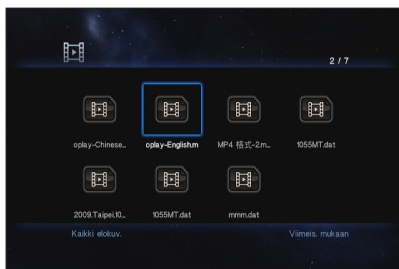 2 / 7
oplay-Chinese... oplay-English.m MP4 格式-2.m... 1055MT.dat
2009.Taipei.10... 1055MT.dat mmm.dat
Kaikki elokuv. Viimeis. mukaan